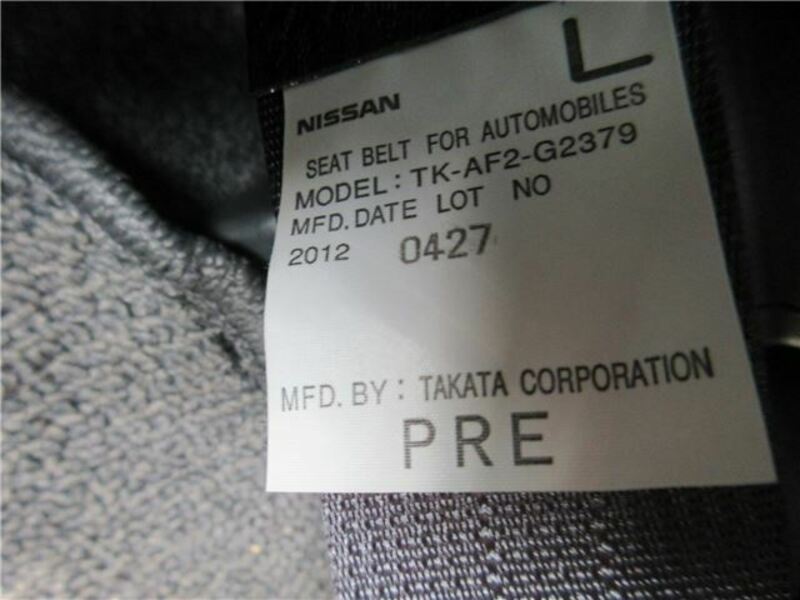 L
NISSAN
SEAT BELT FOR AUTOMOBILES
MODEL: TK-AF2-G2379
MFD. DATE LOT NO
2012 0427
MFD. BY: TAKATA CORPORATION
PRE